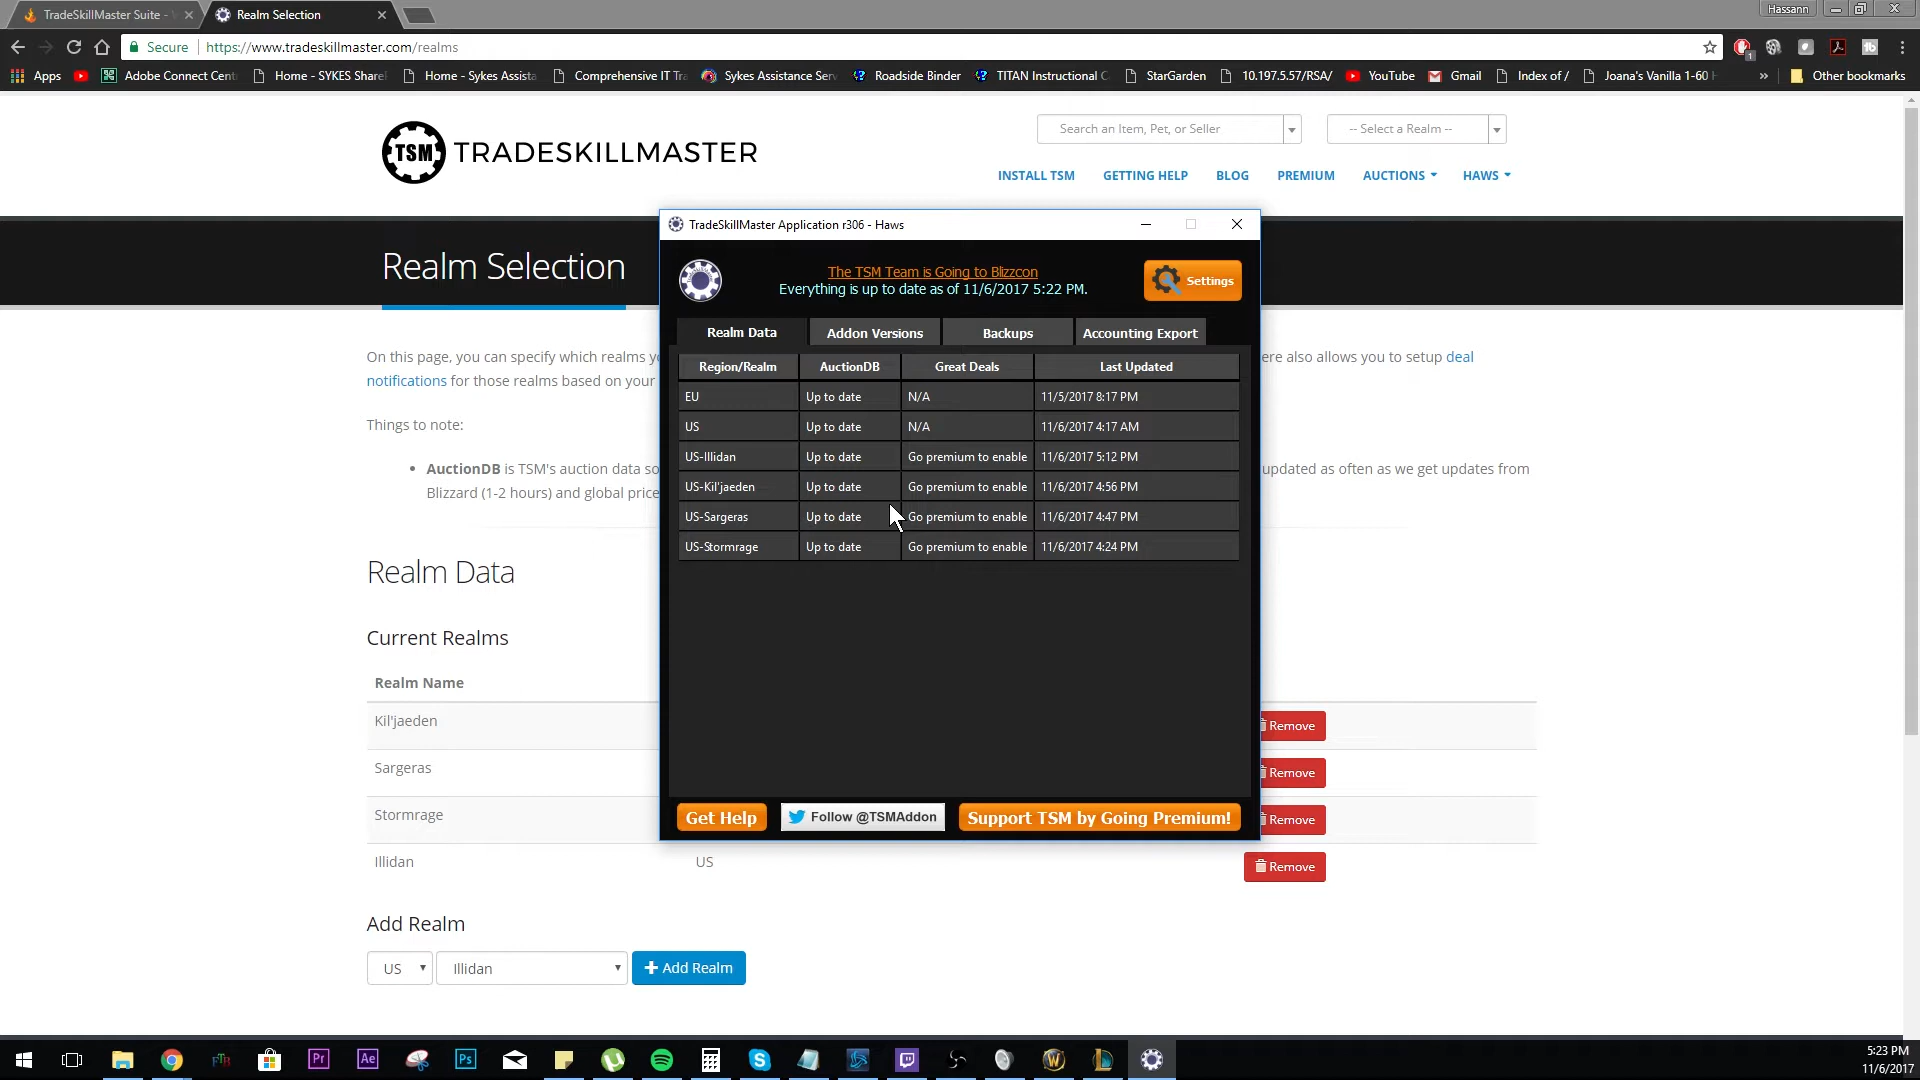 TradeSkillMaster Suite -
Realm Selection
Hassann
Secure
https://www.tradeskillmaster.com/realms
Apps
Adobe Connect Cent
Home - SYKES Share
Home - Sykes Assista
Comprehensive IT Tra
Sykes Assistance Serv
Roadside Binder
TITAN Instructional C
StarGarden
10.197.5.57/RSA/
YouTube
Gmail
Index of /
Joana's Vanilla 1-60 H
»
Other bookmarks
TSM TRADESKILLMASTER
Search an Item, Pet, or Seller
-- Select a Realm --
INSTALL TSM
GETTING HELP
BLOG
PREMIUM
AUCTIONS
HAWS
Realm Selection
TradeSkillMaster Application r306 - Haws
The TSM Team is Going to Blizzcon
Everything is up to date as of 11/6/2017 5:22 PM.
Settings
Realm Data
Addon Versions
Backups
Accounting Export
Region/Realm AuctionDB Great Deals Last Updated
EU Up to date N/A 11/5/2017 8:17 PM
US Up to date N/A 11/6/2017 4:17 AM
US-Illidan Up to date Go premium to enable 11/6/2017 5:12 PM
US-Kil'jaeden Up to date Go premium to enable 11/6/2017 4:56 PM
US-Sargeras Up to date Go premium to enable 11/6/2017 4:47 PM
US-Stormrage Up to date Go premium to enable 11/6/2017 4:24 PM
Get Help
Follow @TSMAddon
Support TSM by Going Premium!
On this page, you can specify which realms y
ere also allows you to setup deal
notifications for those realms based on your
Things to note:
• AuctionDB is TSM's auction data so
updated as often as we get updates from
Blizzard (1-2 hours) and global price
Realm Data
Current Realms
Realm Name
Kil'jaeden
Remove
Sargeras
Remove
Stormrage
Remove
Illidan
US
Remove
Add Realm
US
Illidan
+ Add Realm
Pr
Ae
Ps
5:23 PM
11/6/2017